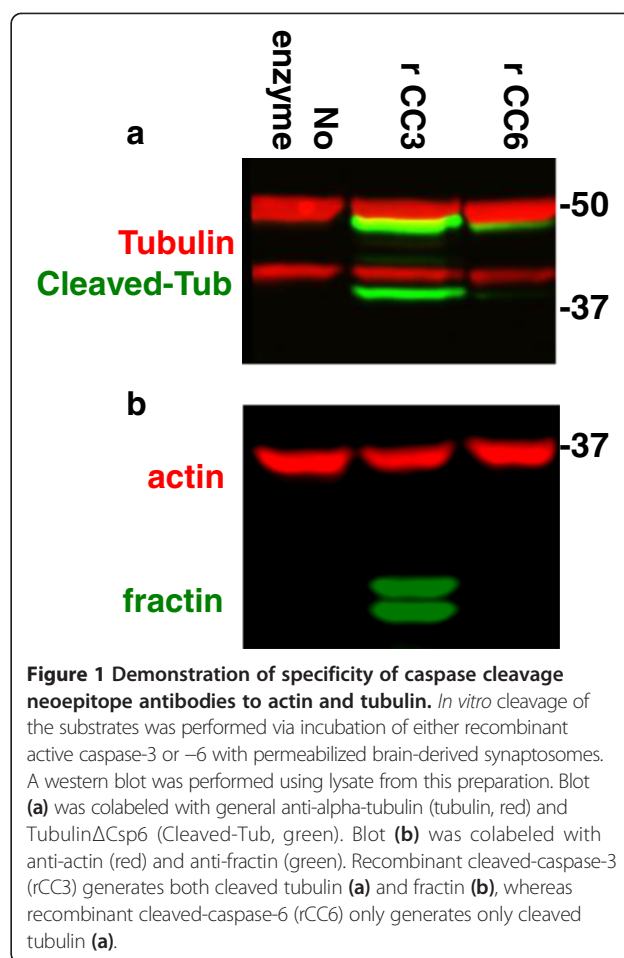 No enzyme
r CC3
r CC6
a
-50
Tubulin
Cleaved-Tub
-37
b
-37
actin
fractin
Figure 1 Demonstration of specificity of caspase cleavage
neoepitope antibodies to actin and tubulin. In vitro cleavage of
the substrates was performed via incubation of either recombinant
active caspase-3 or −6 with permeabilized brain-derived synaptosomes.
A western blot was performed using lysate from this preparation. Blot
(a) was colabeled with general anti-alpha-tubulin (tubulin, red) and
TubulinΔCsp6 (Cleaved-Tub, green). Blot (b) was colabeled with
anti-actin (red) and anti-fractin (green). Recombinant cleaved-caspase-3
(rCC3) generates both cleaved tubulin (a) and fractin (b), whereas
recombinant cleaved-caspase-6 (rCC6) only generates only cleaved
tubulin (a).